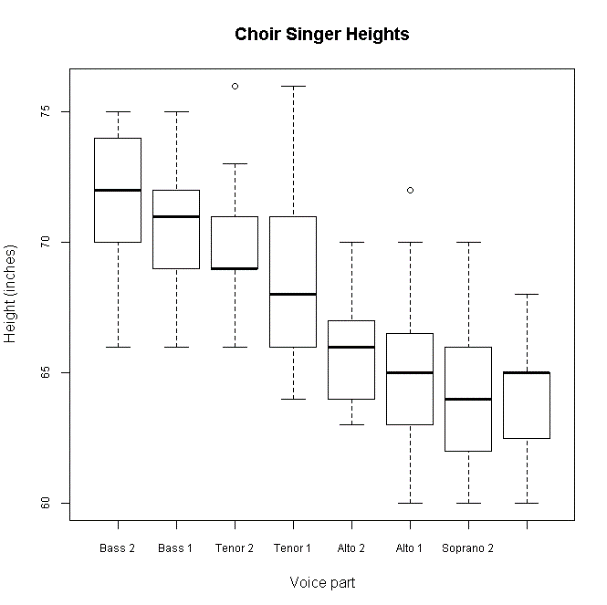 Choir Singer Heights
Height (inches)
75
70
65
60
Bass 2 Bass 1 Tenor 2 Tenor 1 Alto 2 Alto 1 Soprano 2
Voice part